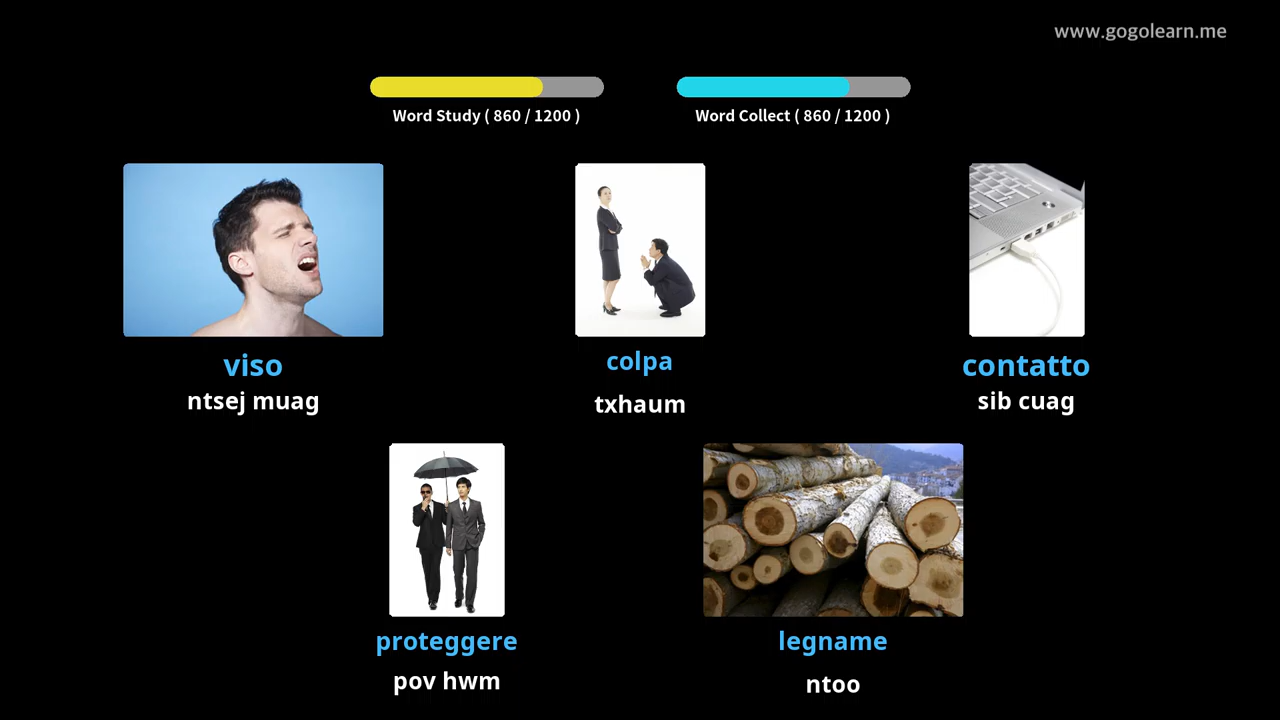 www.gogolearn.me
Word Study ( 860 / 1200 )
Word Collect ( 860 / 1200 )
viso
ntsej muag
colpa
txhaum
contatto
sib cuag
proteggere
pov hwm
legname
ntoo